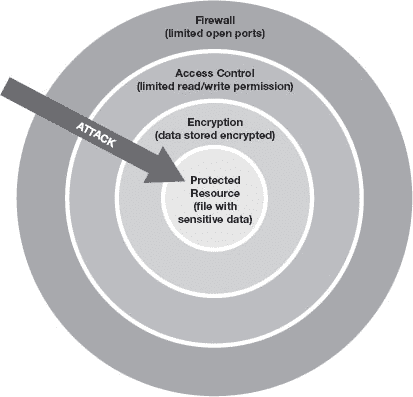 Firewall
(limited open ports)
Access Control
(limited read/write permission)
Encryption
(data stored encrypted)
ATTACK
Protected
Resource
(file with
sensitive data)